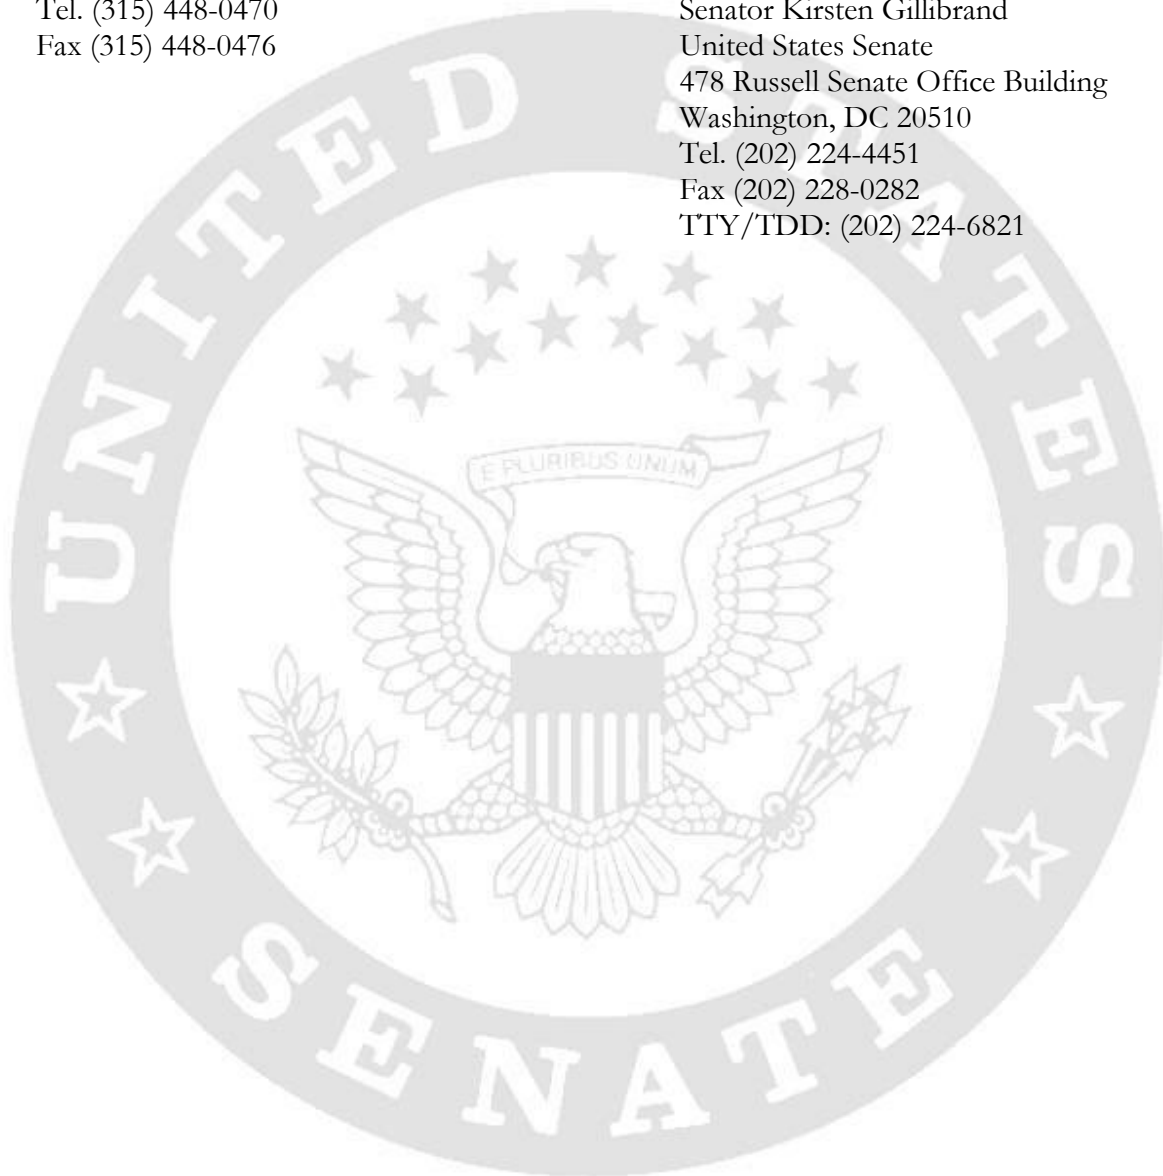 Tel. (315) 448-0470
Fax (315) 448-0476
Senator Kirsten Gillibrand
United States Senate
478 Russell Senate Office Building
Washington, DC 20510
Tel. (202) 224-4451
Fax (202) 228-0282
TTY/TDD: (202) 224-6821
UNITED STATES
E PLURIBUS UNUM
SENATE